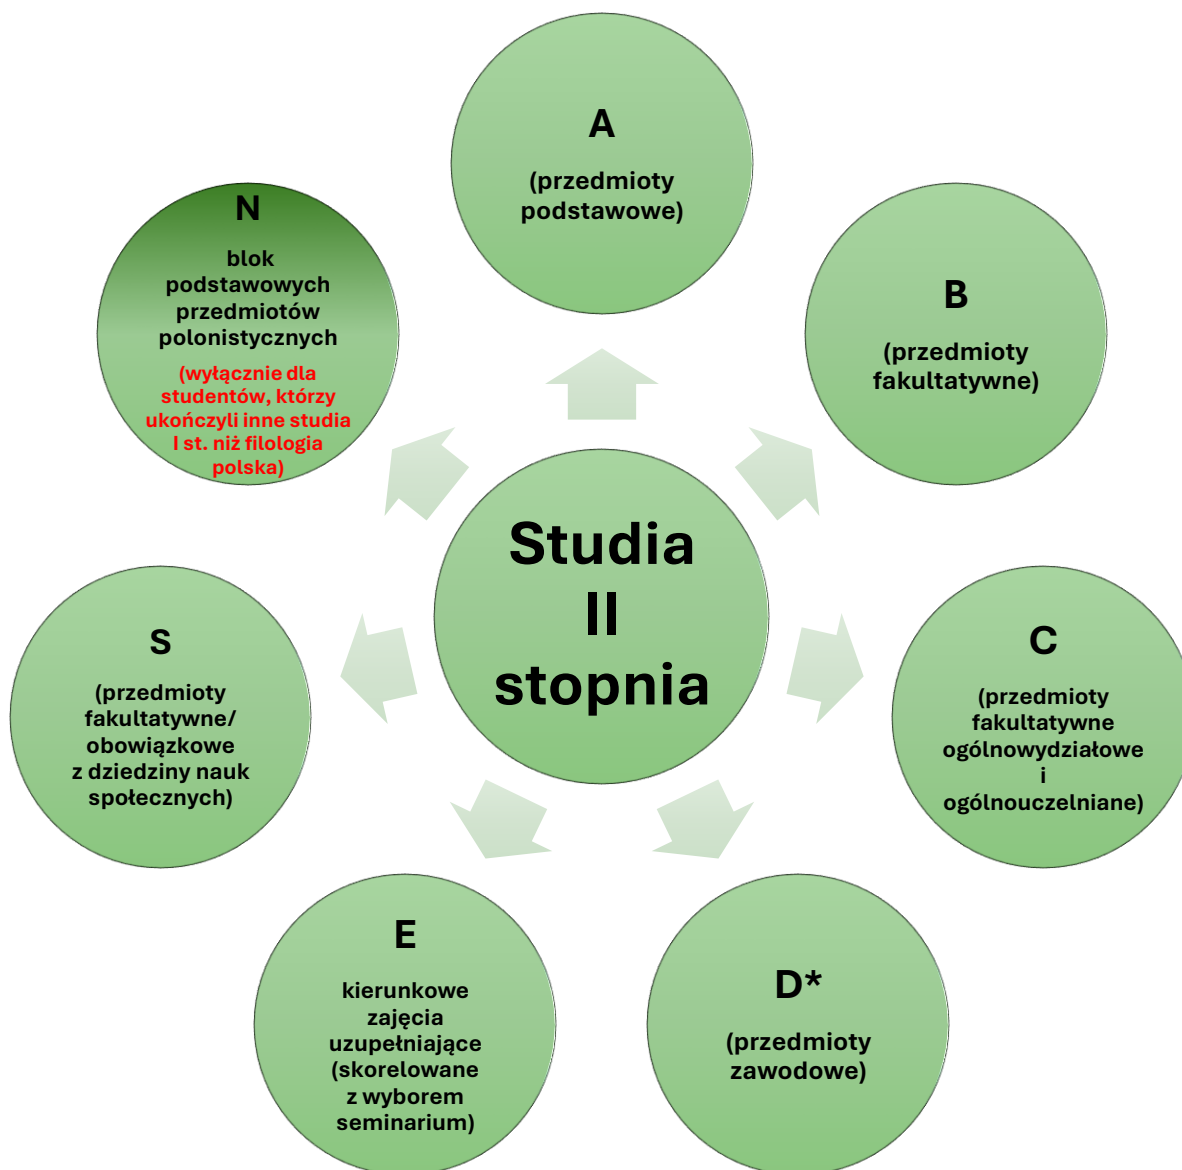 A
(przedmioty
podstawowe)
N
blok
podstawowych
przedmiotów
polonistycznych
(wyłącznie dla
studentów, którzy
ukończyli inne studia
I st. niż filologia
polska)
B
(przedmioty
fakultatywne)
Studia
II
stopnia
S
(przedmioty
fakultatywne/
obowiązkowe
z dziedziny nauk
społecznych)
C
(przedmioty
fakultatywne
ogólnowydziałowe
i
ogólnouczelniane)
E
kierunkowe
zajęcia
uzupełniające
(skorelowane
z wyborem
seminarium)
D*
(przedmioty
zawodowe)